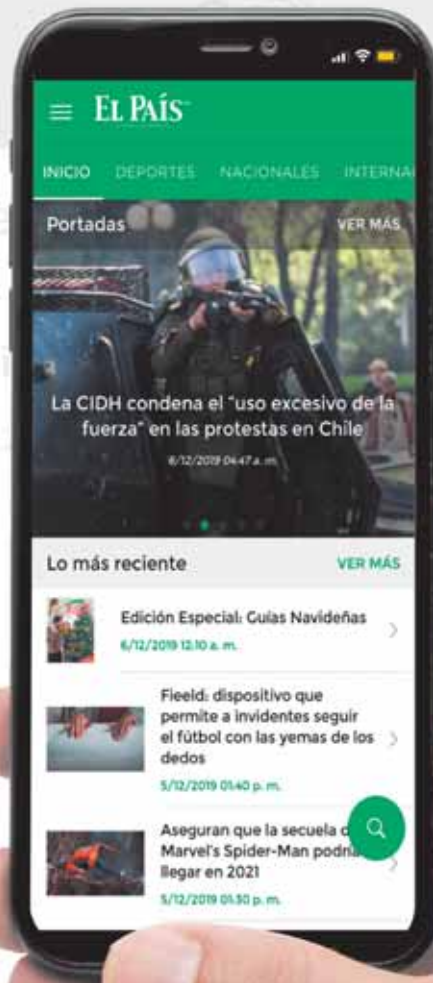 EL PAÍS
INICIO DEPORTES NACIONALES INTERNA
Portadas VER MÁS
La CIDH condena el "uso excesivo de la
fuerza" en las protestas en Chile
6/12/2019 04:47 a. m.
Lo más reciente VER MÁS
Edición Especial: Guías Navideñas
6/12/2019 12:10 a. m.
Fieeld: dispositivo que
permite a invidentes seguir
el fútbol con las yemas de los
dedos
5/12/2019 01:40 p. m.
Aseguran que la secuela d
Marvel's Spider-Man podría
llegar en 2021
5/12/2019 01:30 p. m.